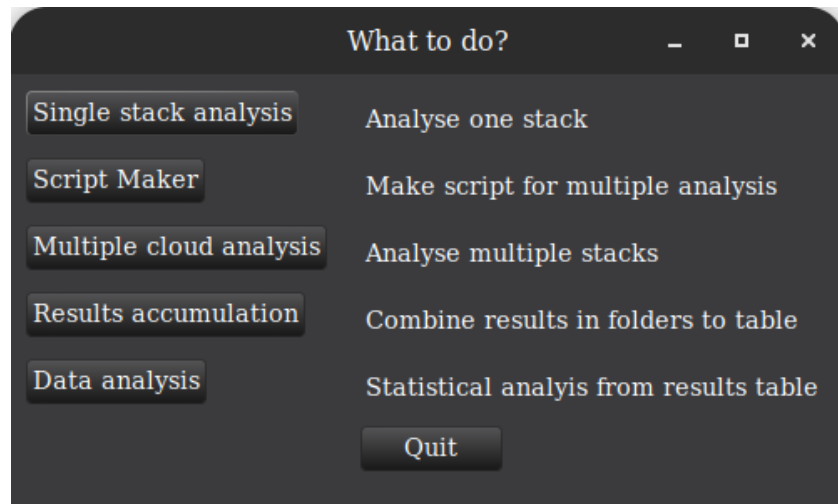 What to do?
Single stack analysis Analyse one stack
Script Maker Make script for multiple analysis
Multiple cloud analysis Analyse multiple stacks
Results accumulation Combine results in folders to table
Data analysis Statistical analyis from results table
Quit